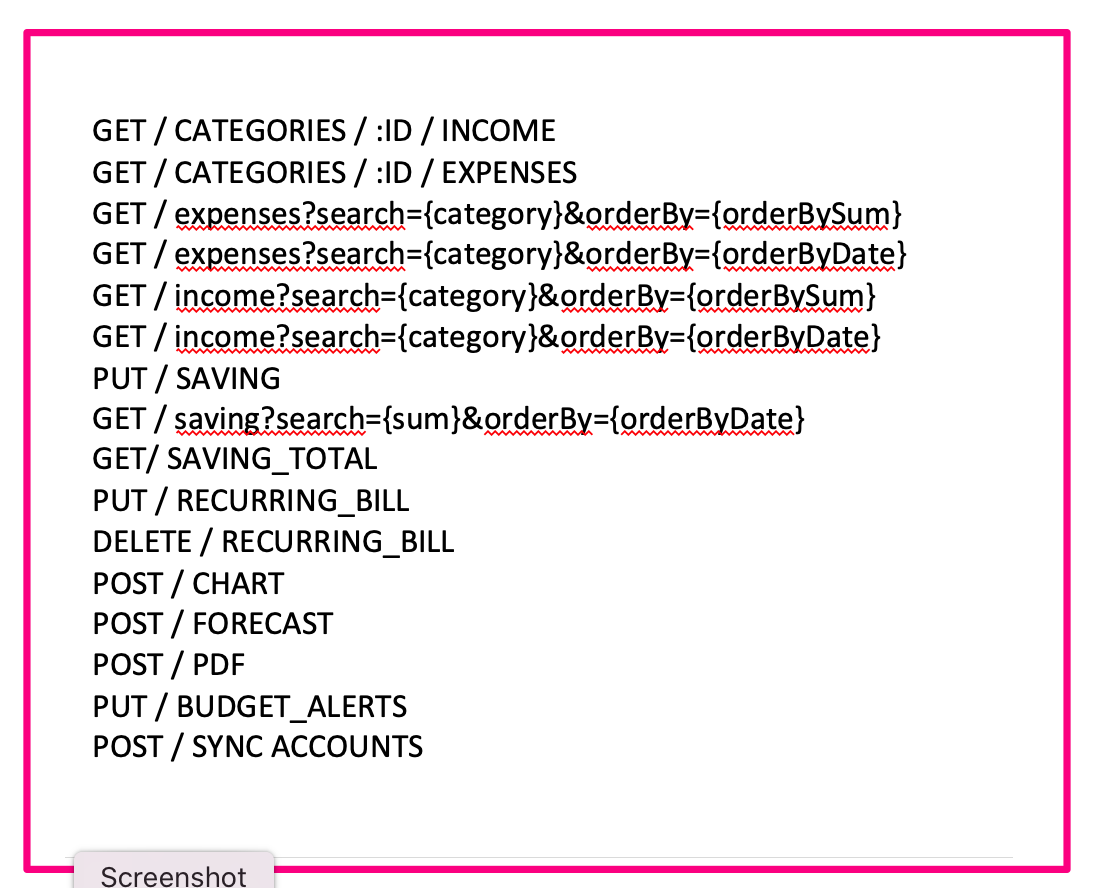 GET / CATEGORIES / :ID / INCOME
GET / CATEGORIES / :ID / EXPENSES
GET / expenses?search={category}&orderBy={orderBySum}
GET / expenses?search={category}&orderBy={orderByDate}
GET / income?search={category}&orderBy={orderBySum}
GET / income?search={category}&orderBy={orderByDate}
PUT / SAVING
GET / saving?search={sum}&orderBy={orderByDate}
GET/ SAVING_TOTAL
PUT / RECURRING_BILL
DELETE / RECURRING_BILL
POST / CHART
POST / FORECAST
POST / PDF
PUT / BUDGET_ALERTS
POST / SYNC ACCOUNTS
Screenshot